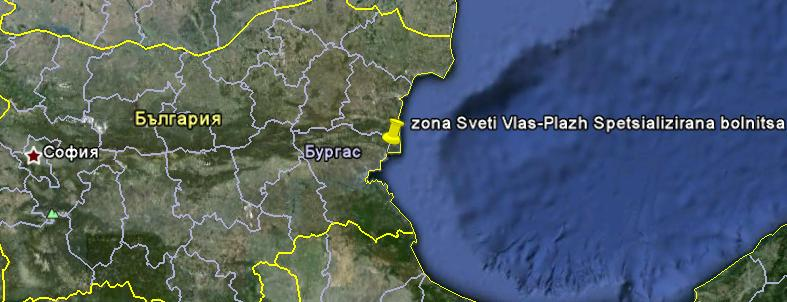 България
zona Sveti Vlas-Plazh Spetsializirana bolnitsa
София
Бургас